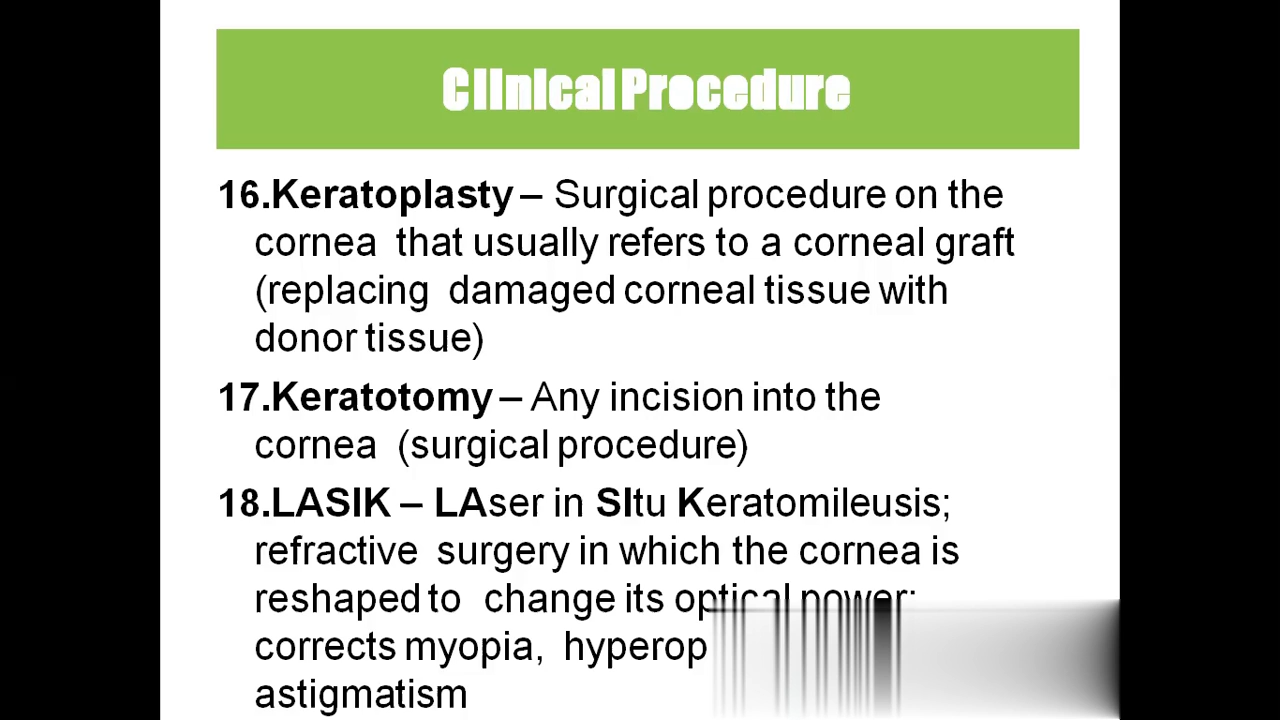 Clinical Procedure
16.Keratoplasty – Surgical procedure on the
cornea that usually refers to a corneal graft
(replacing damaged corneal tissue with
donor tissue)
17.Keratotomy – Any incision into the
cornea (surgical procedure)
18.LASIK – LAser in SItu Keratomileusis;
refractive surgery in which the cornea is
reshaped to change its optical power;
corrects myopia, hyperop
astigmatism